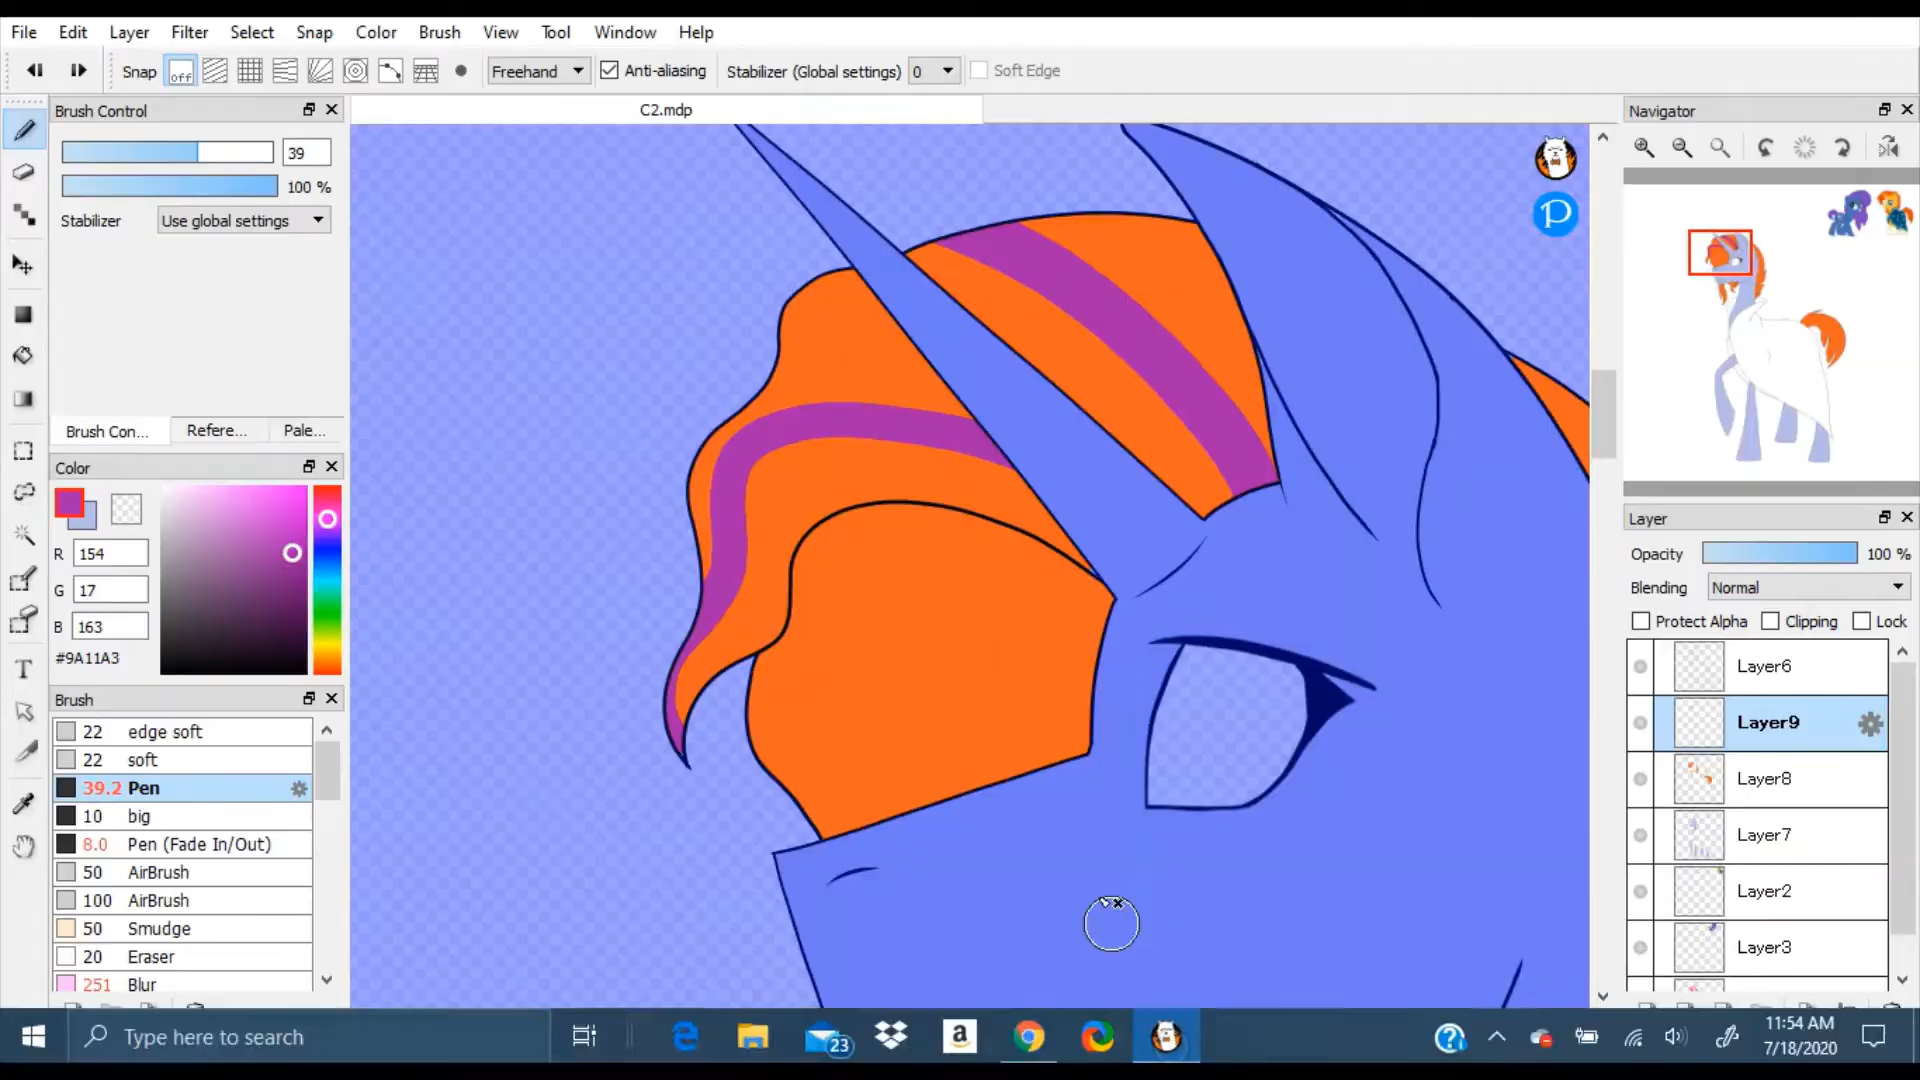 File Edit Layer Filter Select Snap Color Brush View Tool Window Help
Snap off Freehand Anti-aliasing Stabilizer (Global settings) 0 Soft Edge
Brush Control
C2.mdp
Navigator
39
100 %
Stabilizer Use global settings
Brush Con... Refere... Pale...
Color
R 154
G 17
B 163
#9A11A3
Brush
22 edge soft
22 soft
39.2 Pen
10 big
8.0 Pen (Fade In/Out)
50 AirBrush
100 AirBrush
50 Smudge
20 Eraser
251 Blur
Layer
Opacity 100 %
Blending Normal
Protect Alpha Clipping Lock
Layer6
Layer9
Layer8
Layer7
Layer2
Layer3
Type here to search
23
11:54 AM
7/18/2020